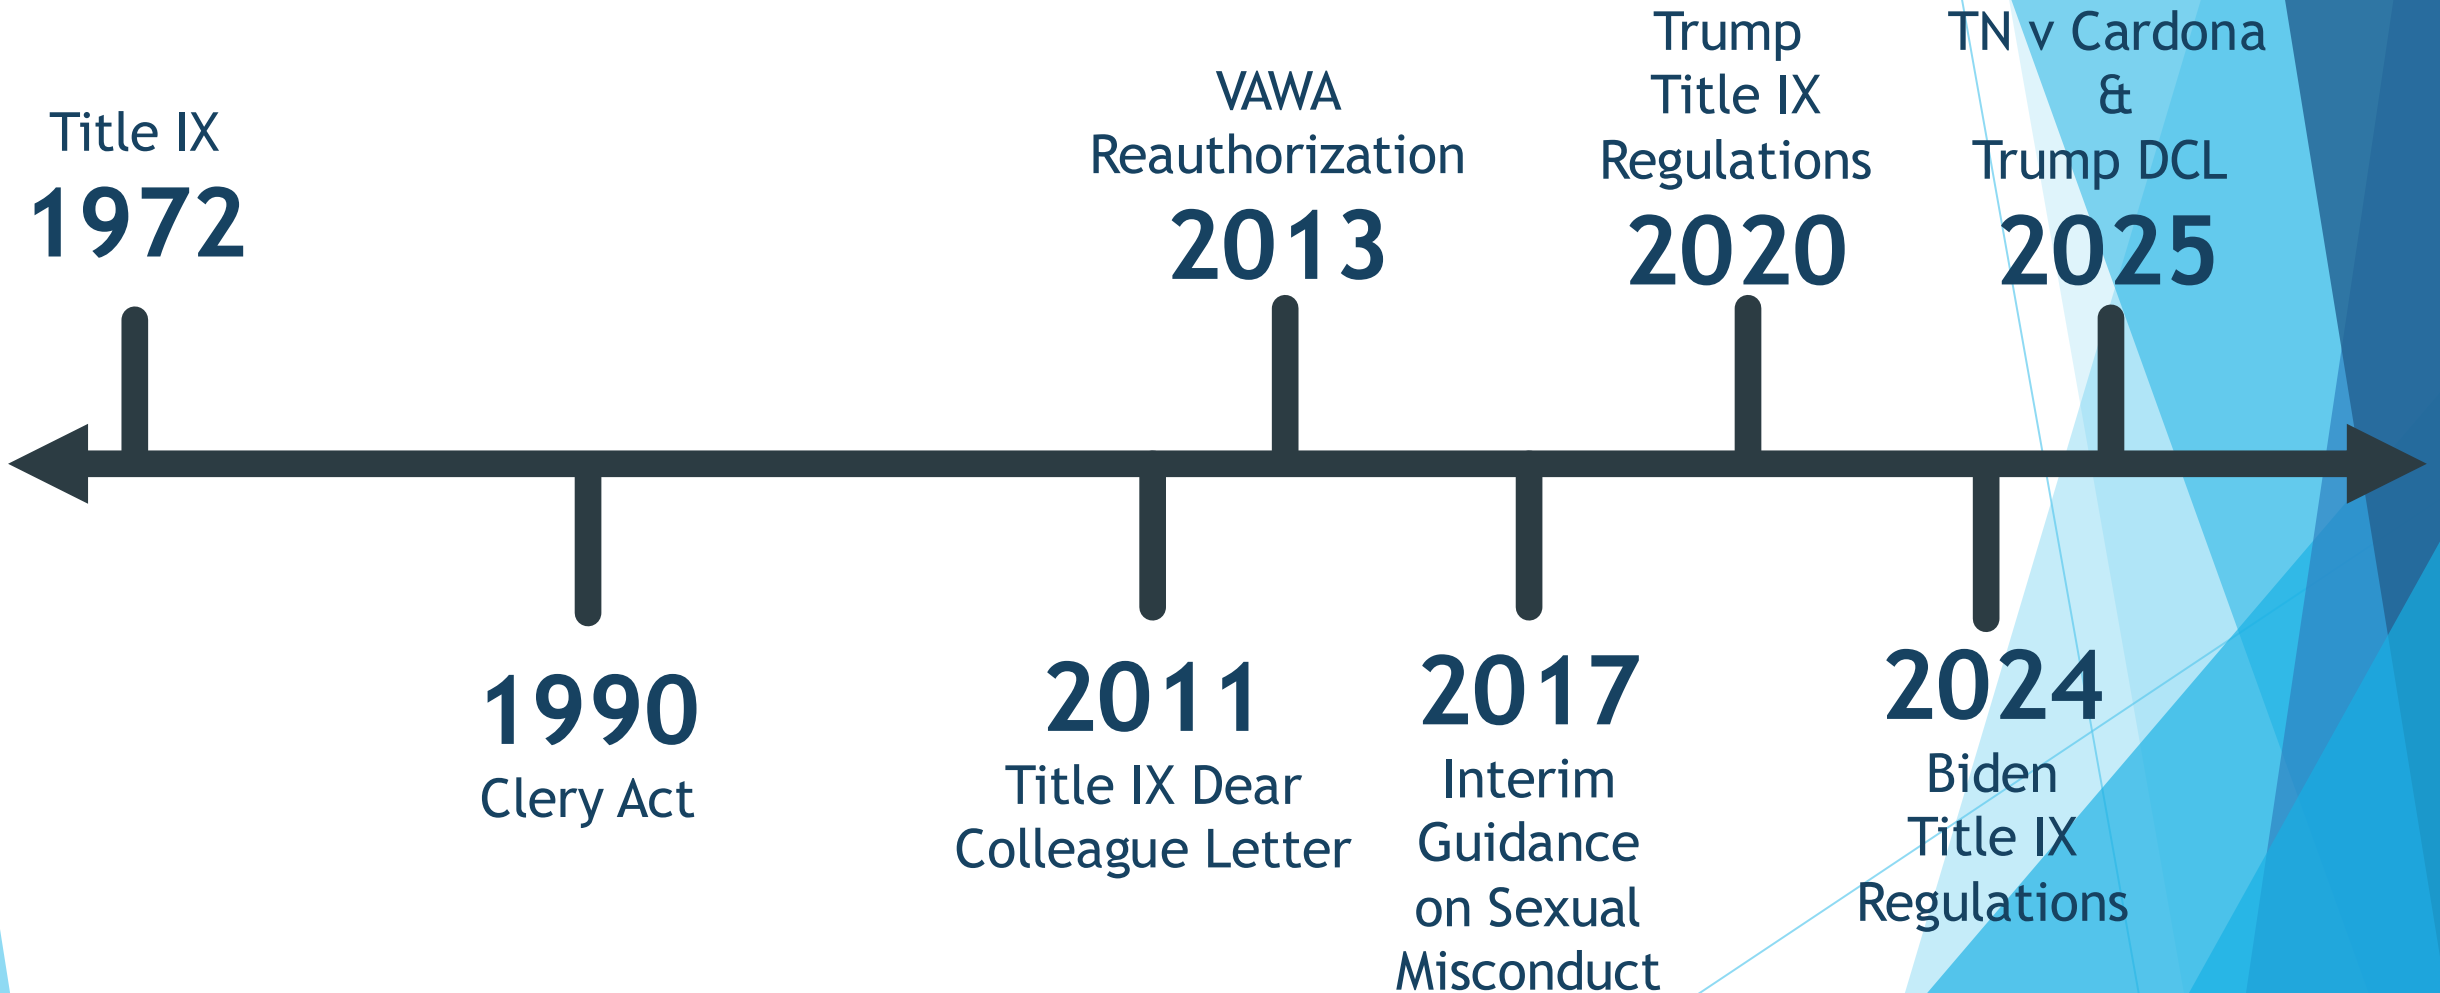 Title IX
1972
VAWA
Reauthorization
2013
Trump
Title IX
Regulations
2020
TN v Cardona
&
Trump DCL
2025
1990
Clery Act
2011
Title IX Dear
Colleague Letter
2017
Interim
Guidance
on Sexual
Misconduct
2024
Biden
Title IX
Regulations